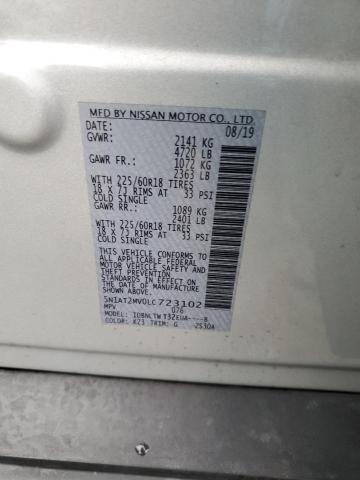 MFD BY NISSAN MOTOR CO., LTD.
DATE: 08/19
GVWR: 2141 KG
4720 LB
GAWR FR.: 1072 KG
2363 LB
WITH 225/60R18 TIRES
18 x 7J RIMS AT 33 PSI
COLD SINGLE
GAWR RR.: 1089 KG
2401 LB
WITH 225/60R18 TIRES
18 x 7J RIMS AT 33 PSI
COLD SINGLE
THIS VEHICLE CONFORMS TO
ALL APPLICABLE FEDERAL
MOTOR VEHICLE SAFETY, BUMPER, AND
THEFT PREVENTION
STANDARDS IN EFFECT ON
THE DATE OF MANUFACTURE
SHOWN ABOVE.
5N1AT2MV0LC723102
MPV 078
MODEL:
COLOR: K23 TRIM: G 2530A